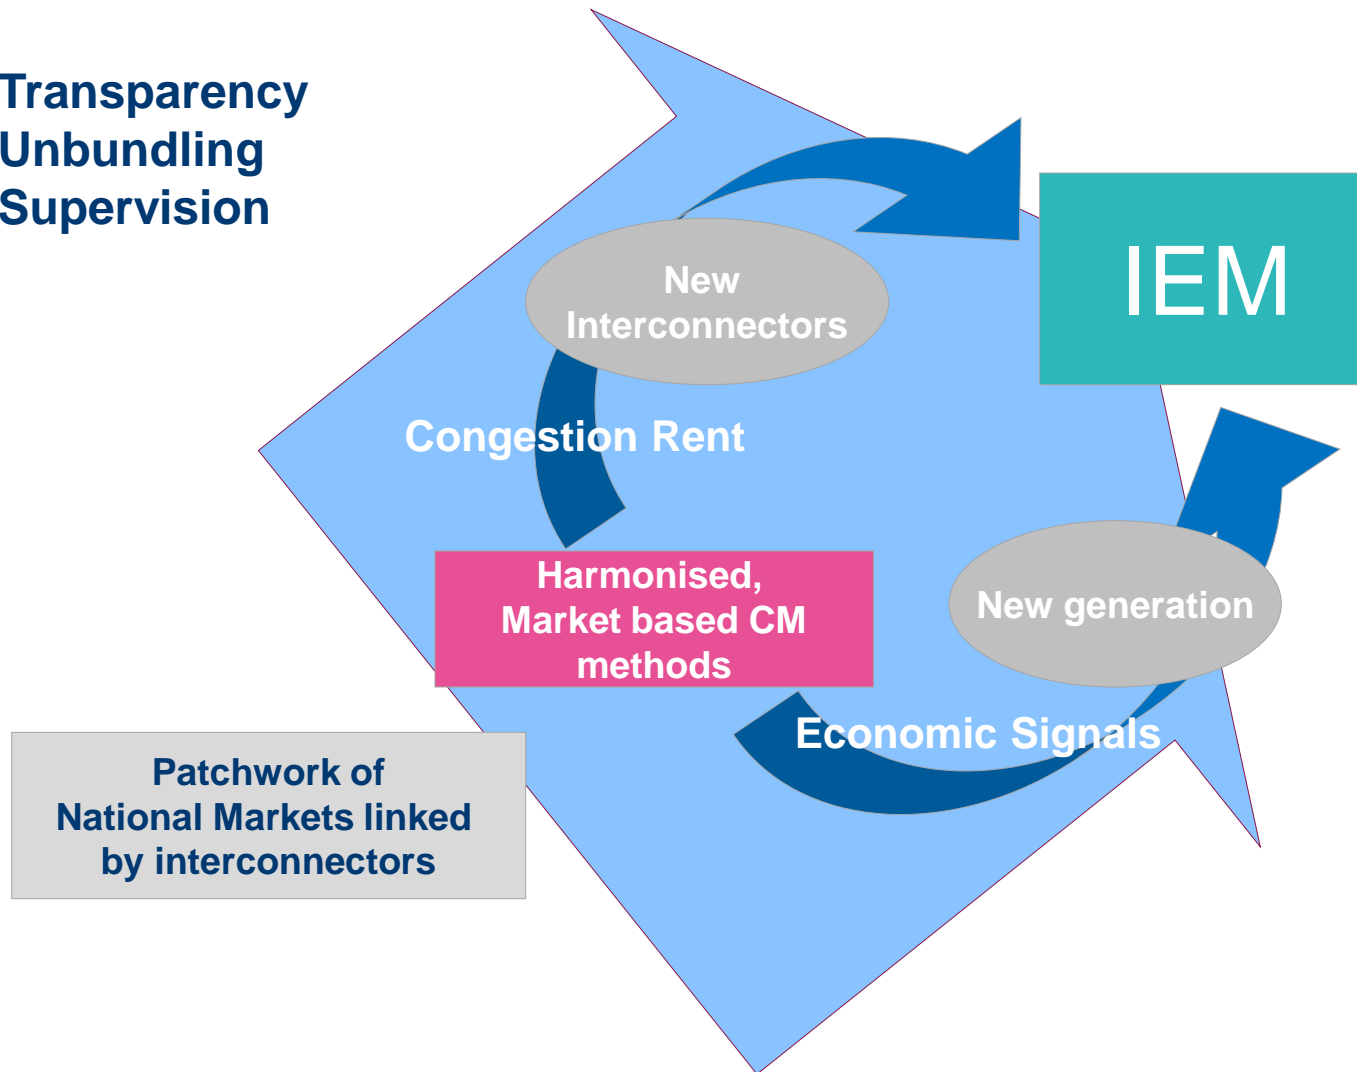 Transparency
Unbundling
Supervision
IEM
New
Interconnectors
Congestion Rent
Harmonised,
Market based CM
methods
New generation
Economic Signals
Patchwork of
National Markets linked
by interconnectors